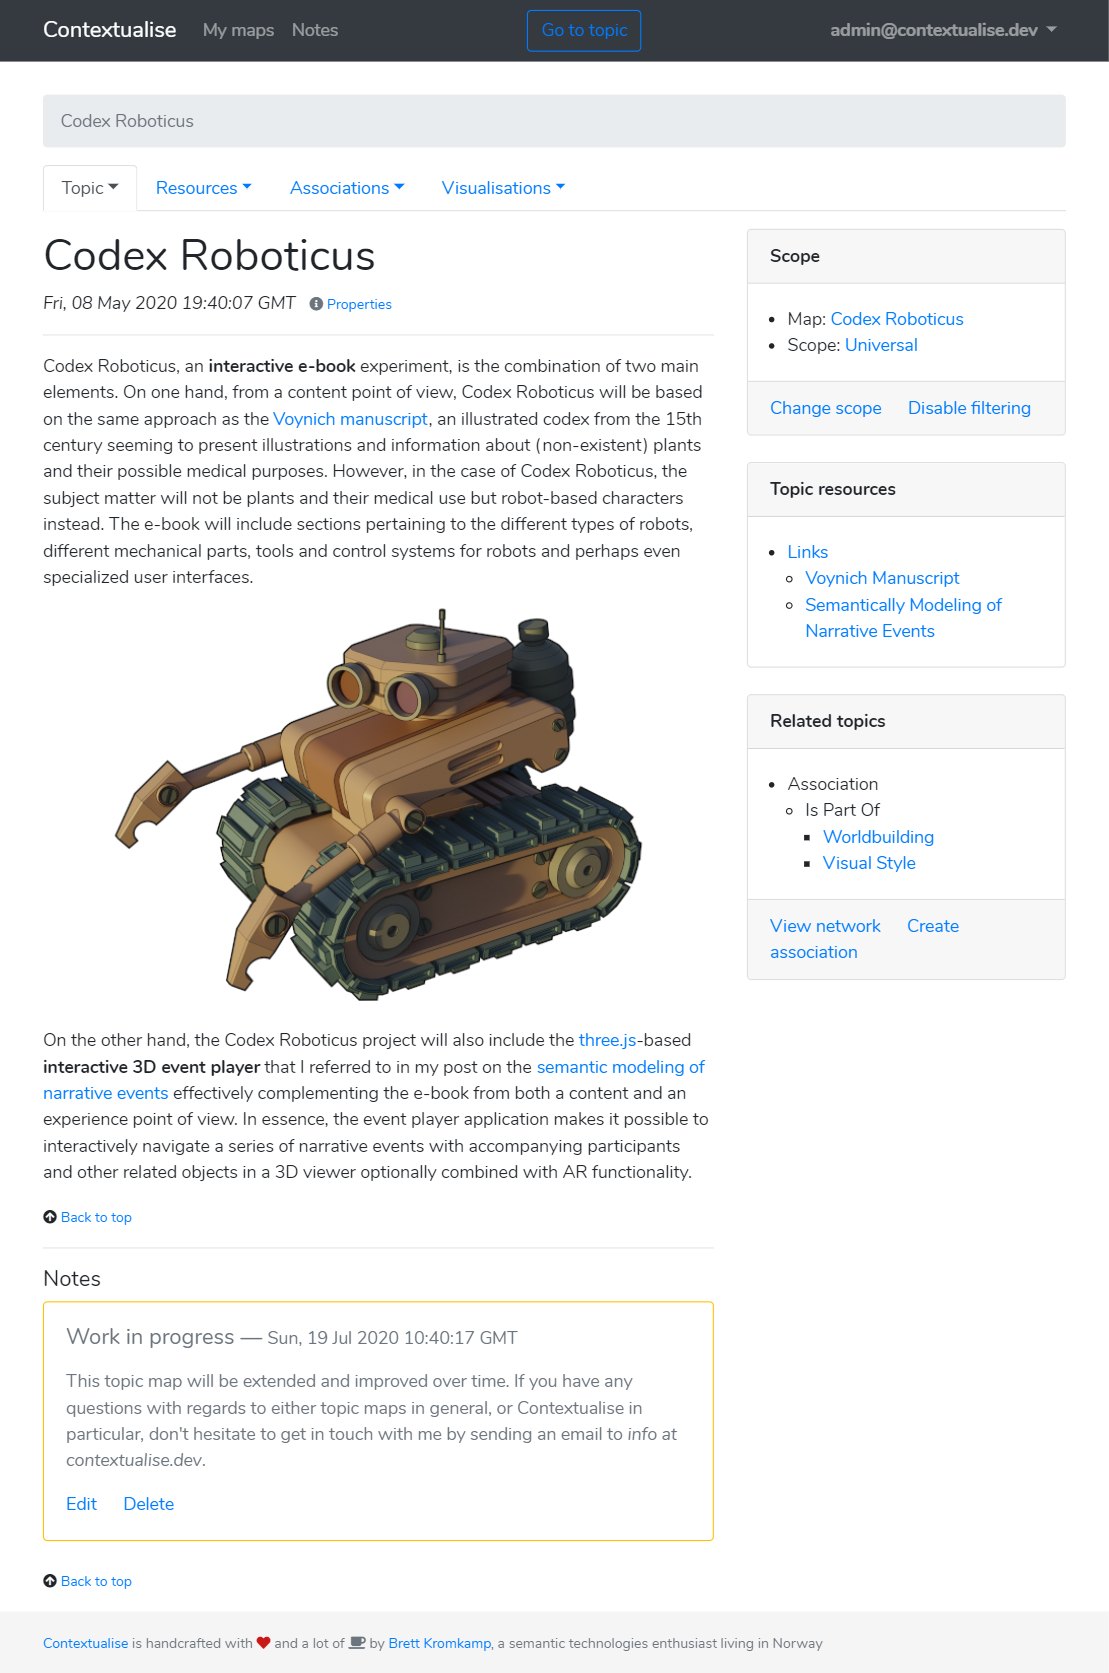 Contextualise My maps Notes Go to topic admin@contextualise.dev
Codex Roboticus
Topic Resources Associations Visualisations
Codex Roboticus
Fri, 08 May 2020 19:40:07 GMT Properties
Codex Roboticus, an interactive e-book experiment, is the combination of two main
elements. On one hand, from a content point of view, Codex Roboticus will be based
on the same approach as the Voynich manuscript, an illustrated codex from the 15th
century seeming to present illustrations and information about (non-existent) plants
and their possible medical purposes. However, in the case of Codex Roboticus, the
subject matter will not be plants and their medical use but robot-based characters
instead. The e-book will include sections pertaining to the different types of robots,
different mechanical parts, tools and control systems for robots and perhaps even
specialized user interfaces.
On the other hand, the Codex Roboticus project will also include the three.js-based
interactive 3D event player that I referred to in my post on the semantic modeling of
narrative events effectively complementing the e-book from both a content and an
experience point of view. In essence, the event player application makes it possible to
interactively navigate a series of narrative events with accompanying participants
and other related objects in a 3D viewer optionally combined with AR functionality.
Back to top
Notes
Work in progress — Sun, 19 Jul 2020 10:40:17 GMT
This topic map will be extended and improved over time. If you have any
questions with regards to either topic maps in general, or Contextualise in
particular, don't hesitate to get in touch with me by sending an email to info at
contextualise.dev.
Edit Delete
Back to top
Scope
Map: Codex Roboticus
Scope: Universal
Change scope Disable filtering
Topic resources
Links
Voynich Manuscript
Semantically Modeling of
Narrative Events
Related topics
Association
Is Part Of
Worldbuilding
Visual Style
View network Create
association
Contextualise is handcrafted with and a lot of by Brett Kromkamp, a semantic technologies enthusiast living in Norway